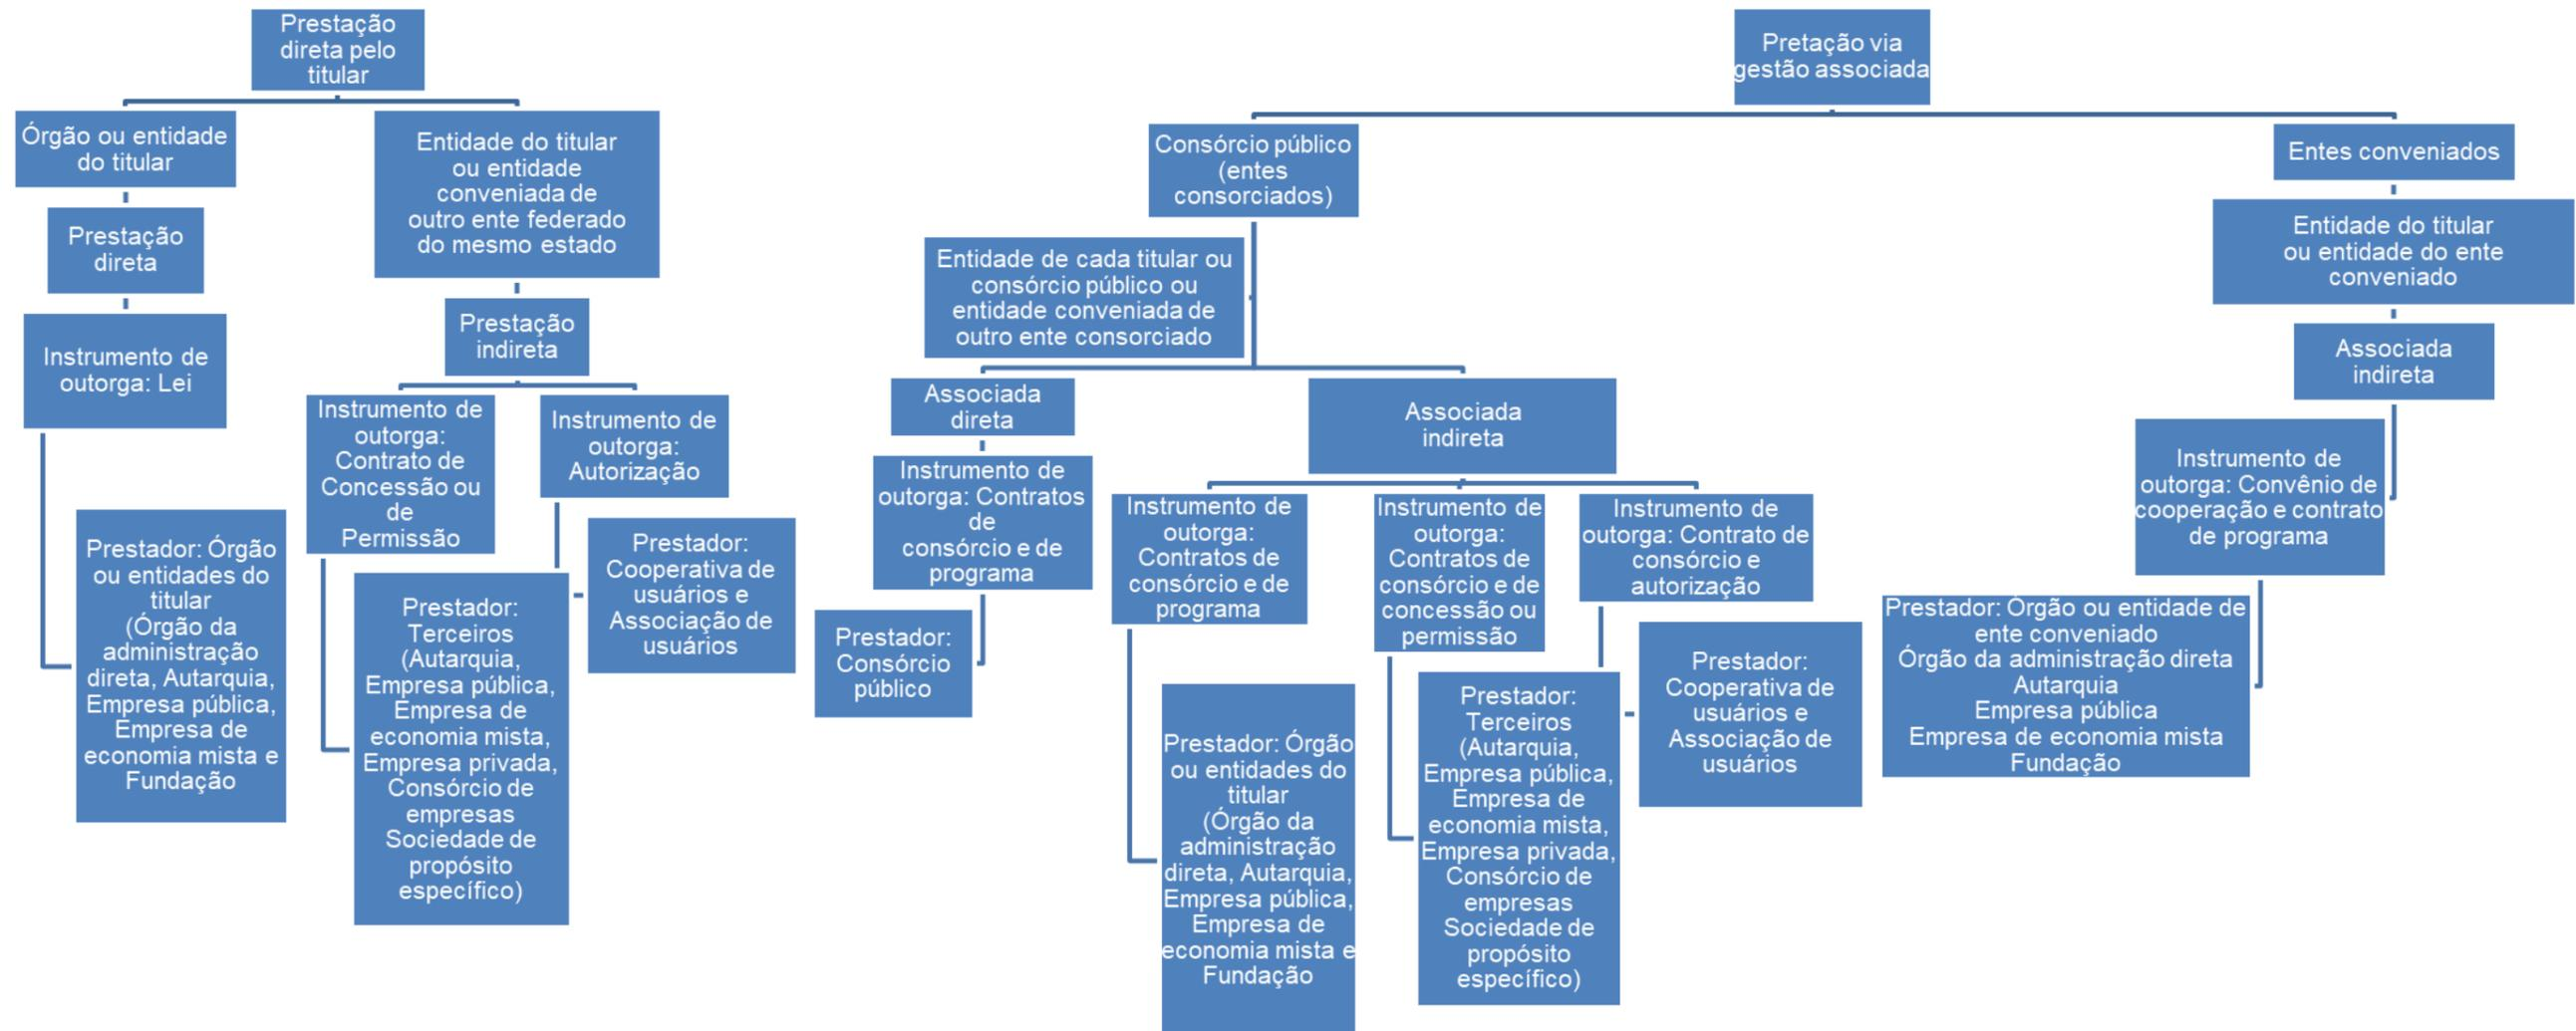 Prestação
direta pelo
titular
Órgão ou entidade
do titular
Prestação
direta
Instrumento de
outorga: Lei
Prestador: Órgão
ou entidades do
titular
(Órgão da
administração
direta, Autarquia,
Empresa pública,
Empresa de
economia mista e
Fundação
Entidade do titular
ou entidade
conveniada de
outro ente federado
do mesmo estado
Prestação
indireta
Instrumento de
outorga:
Contrato de
Concessão ou
de
Permissão
Prestador:
Terceiros
(Autarquia,
Empresa pública,
Empresa de
economia mista,
Empresa privada,
Consórcio de
empresas
Sociedade de
propósito
específico)
Instrumento de
outorga:
Autorização
Prestador:
Cooperativa de
usuários e
Associação de
usuários
Pretação via
gestão associada
Consórcio público
(entes
consorciados)
Entidade de cada titular ou
consórcio público ou
entidade conveniada de
outro ente consorciado
Associada
direta
Instrumento de
outorga: Contratos
de
consórcio e de
programa
Prestador:
Consórcio
público
Associada
indireta
Instrumento de
outorga:
Contratos de
consórcio e de
programa
Prestador: Órgão
ou entidades do
titular
(Órgão da
administração
direta, Autarquia,
Empresa pública,
Empresa de
economia mista e
Fundação
Instrumento de
outorga:
Contratos de
consórcio e de
concessão ou
permissão
Prestador:
Terceiros
(Autarquia,
Empresa pública,
Empresa de
economia mista,
Empresa privada,
Consórcio de
empresas
Sociedade de
propósito
específico)
Instrumento de
outorga: Contrato de
consórcio e
autorização
Prestador:
Cooperativa de
usuários e
Associação de
usuários
Entes conveniados
Entidade do titular
ou entidade do ente
conveniado
Associada
indireta
Instrumento de
outorga: Convênio de
cooperação e contrato
de programa
Prestador: Órgão ou entidade de
ente conveniado
Órgão da administração direta
Autarquia
Empresa pública
Empresa de economia mista
Fundação